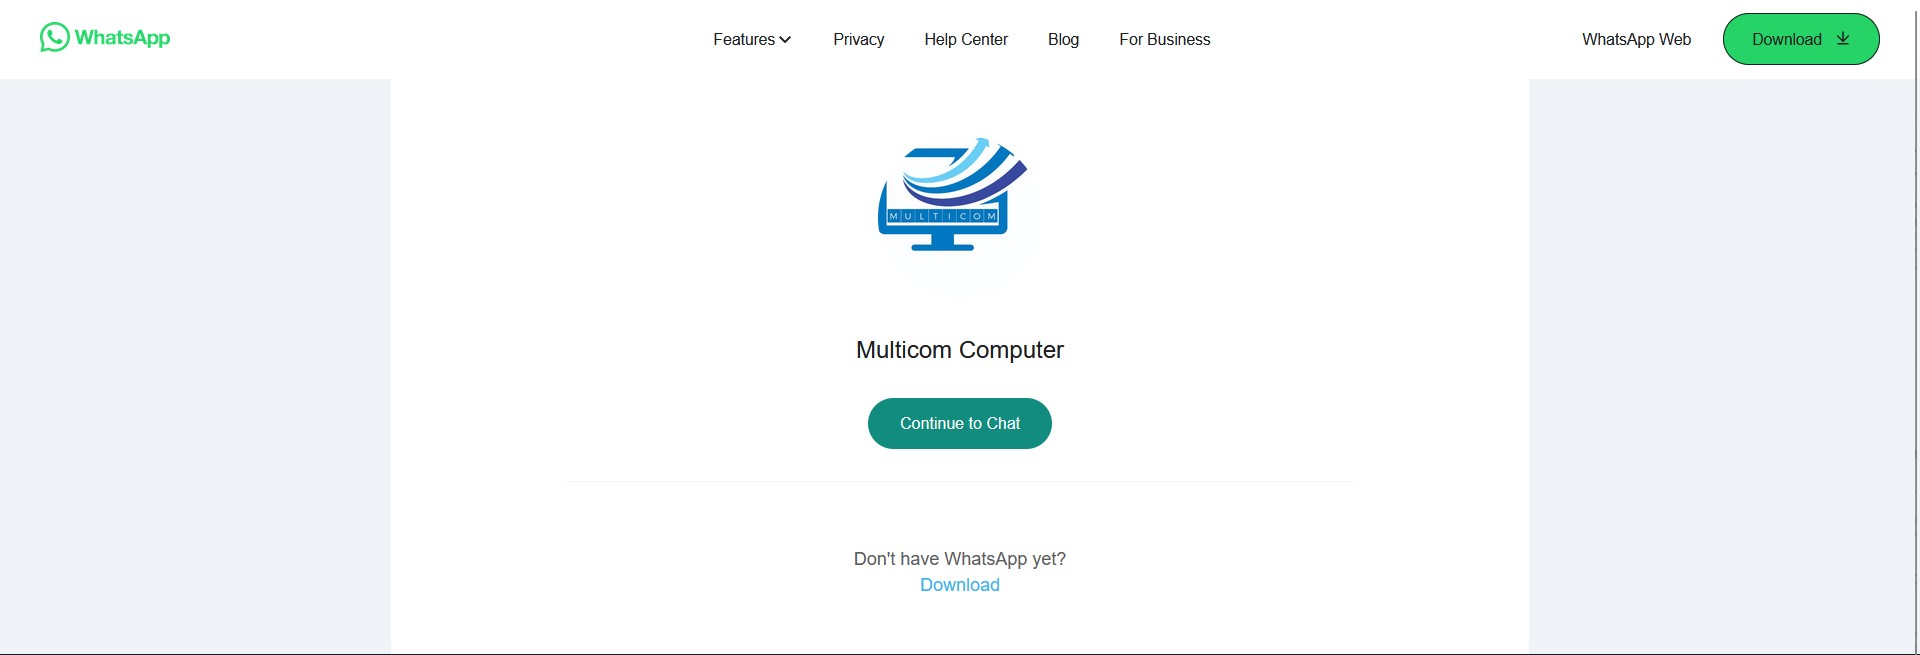 WhatsApp
Features Privacy Help Center Blog For Business
WhatsApp Web Download
MULTICOM
Multicom Computer
Continue to Chat
Don't have WhatsApp yet?
Download